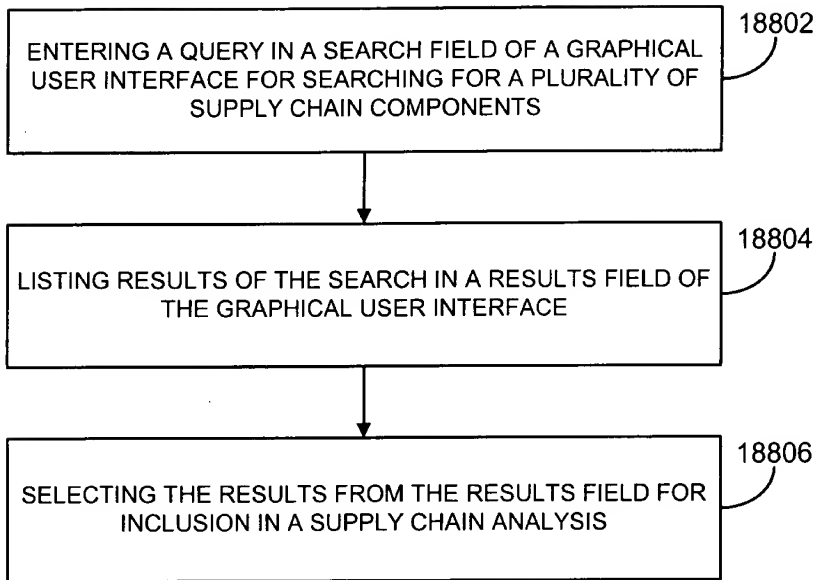 18802
ENTERING A QUERY IN A SEARCH FIELD OF A GRAPHICAL
USER INTERFACE FOR SEARCHING FOR A PLURALITY OF
SUPPLY CHAIN COMPONENTS
18804
LISTING RESULTS OF THE SEARCH IN A RESULTS FIELD OF
THE GRAPHICAL USER INTERFACE
18806
SELECTING THE RESULTS FROM THE RESULTS FIELD FOR
INCLUSION IN A SUPPLY CHAIN ANALYSIS